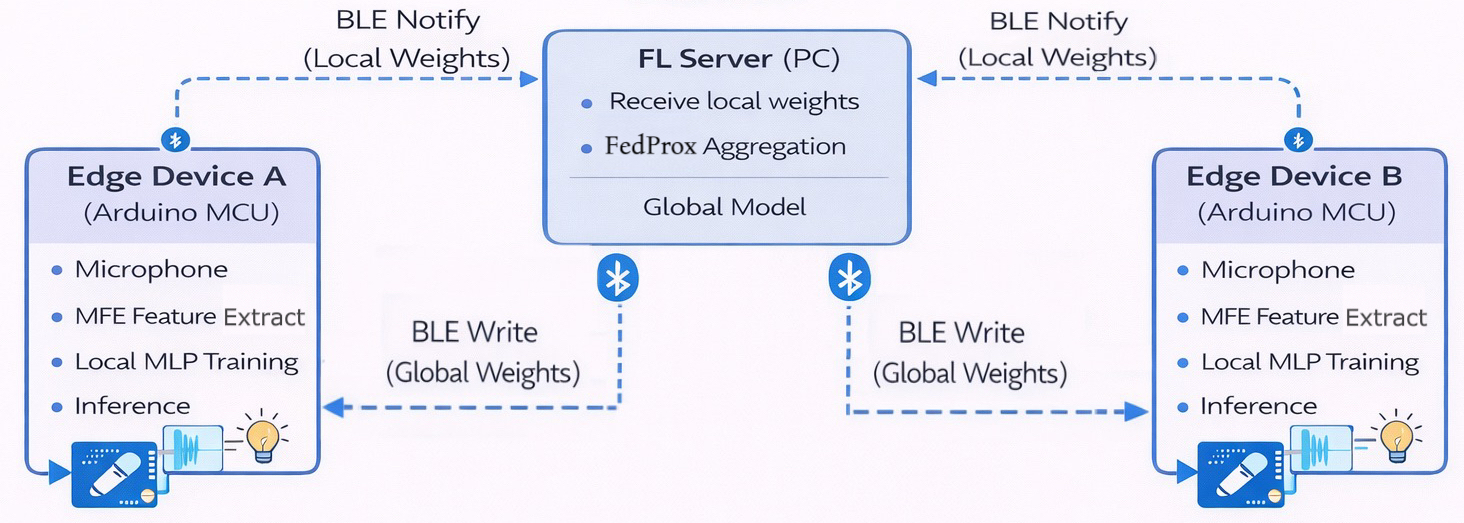 BLE Notify
(Local Weights)
FL Server (PC)
Receive local weights
FedProx Aggregation
Global Model
BLE Notify
(Local Weights)
Edge Device A
(Arduino MCU)
Microphone
MFE Feature Extract
Local MLP Training
Inference
BLE Write
(Global Weights)
BLE Write
(Global Weights)
Edge Device B
(Arduino MCU)
Microphone
MFE Feature Extract
Local MLP Training
Inference